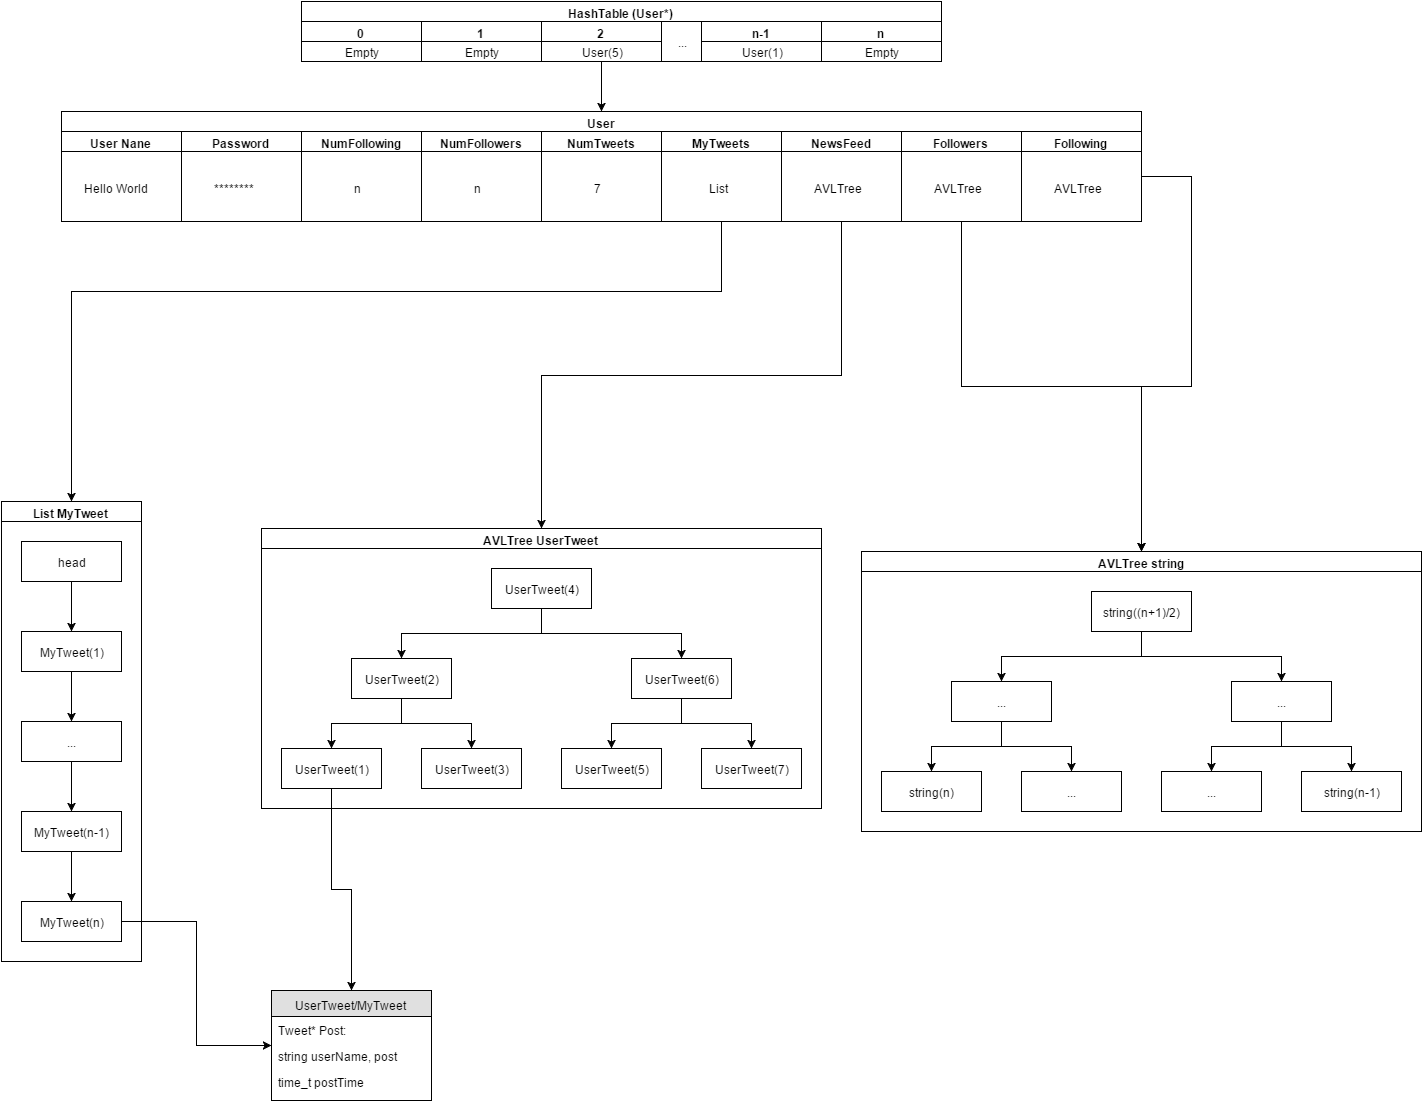 HashTable (User*)
0 1 2 ... n-1 n
Empty Empty User(5) User(1) Empty
User
User Nane Password NumFollowing NumFollowers NumTweets MyTweets NewsFeed Followers Following
Hello World ******** n n 7 List AVLTree AVLTree AVLTree
List MyTweet
head
MyTweet(1)
...
MyTweet(n-1)
MyTweet(n)
AVLTree UserTweet
UserTweet(4)
UserTweet(2) UserTweet(6)
UserTweet(1) UserTweet(3) UserTweet(5) UserTweet(7)
AVLTree string
string((n+1)/2)
... ...
string(n) ... ... string(n-1)
UserTweet/MyTweet
Tweet* Post:
string userName, post
time_t postTime